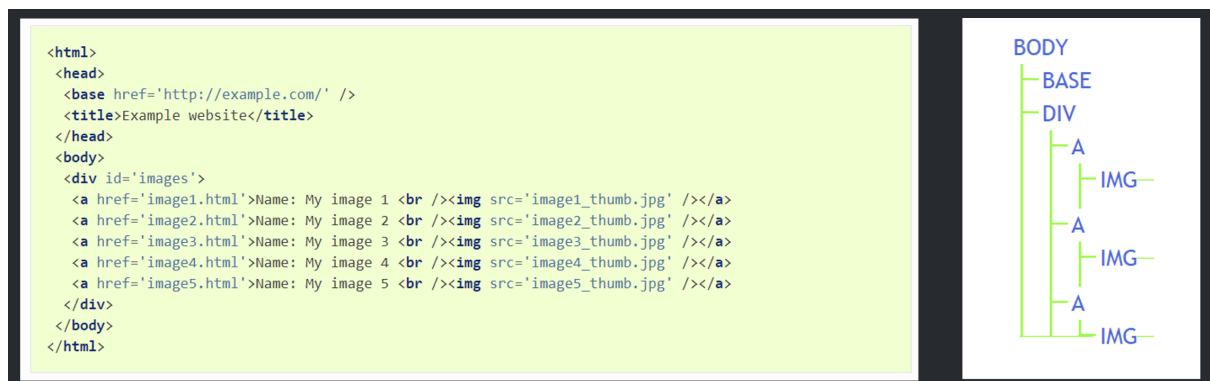 <html>
<head>
<base href='http://example.com/' />
<title>Example website</title>
</head>
<body>
<div id='images'>
<a href='image1.html'>Name: My image 1 <br /><img src='image1_thumb.jpg' /></a>
<a href='image2.html'>Name: My image 2 <br /><img src='image2_thumb.jpg' /></a>
<a href='image3.html'>Name: My image 3 <br /><img src='image3_thumb.jpg' /></a>
<a href='image4.html'>Name: My image 4 <br /><img src='image4_thumb.jpg' /></a>
<a href='image5.html'>Name: My image 5 <br /><img src='image5_thumb.jpg' /></a>
</div>
</body>
</html>
BODY
BASE
DIV
A
IMG
A
IMG
A
IMG